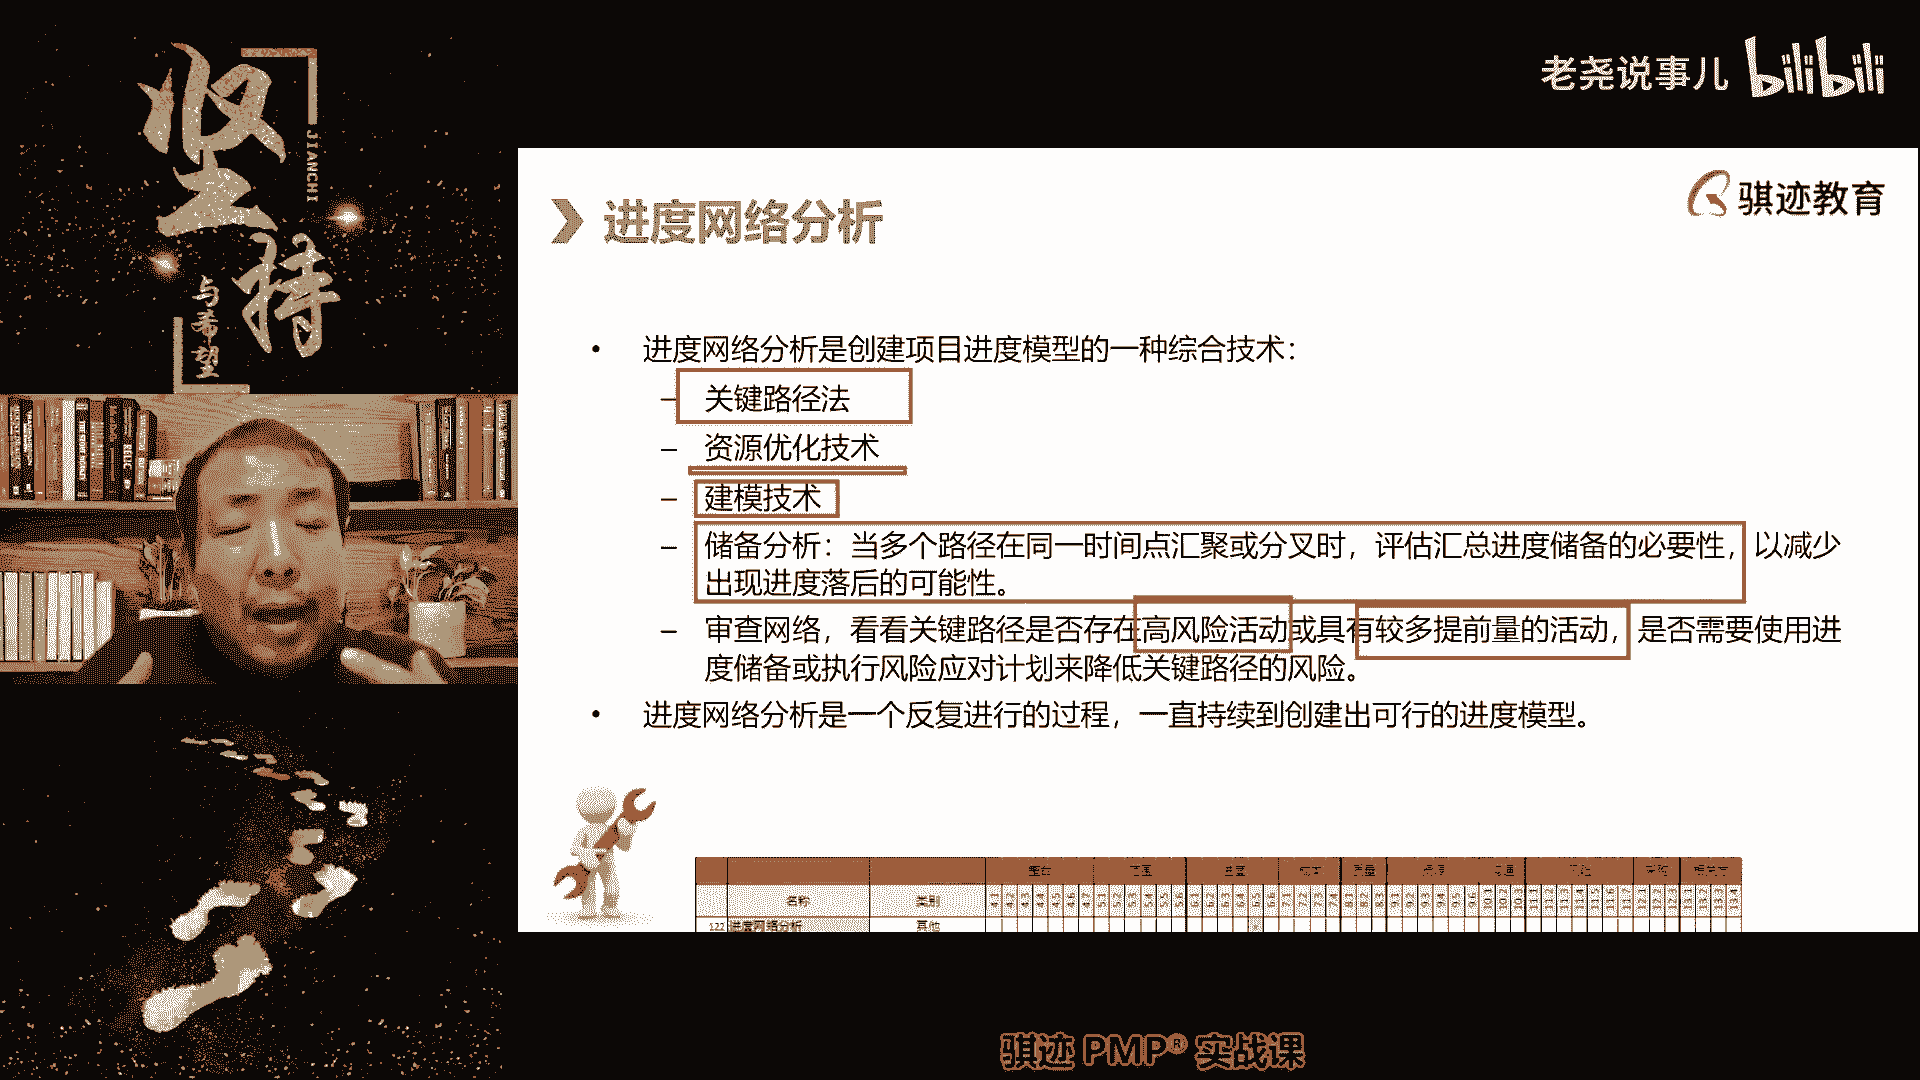 坚持
JIANCHI
与希望
老尧说事儿 bilibili
骐迹教育
进度网络分析
• 进度网络分析是创建项目进度模型的一种综合技术：
– 关键路径法
– 资源优化技术
– 建模技术
– 储备分析：当多个路径在同一时间点汇聚或分叉时，评估汇总进度储备的必要性，以减少
出现进度落后的可能性。
– 审查网络，看看关键路径是否存在高风险活动或具有较多提前量的活动，是否需要使用进
度储备或执行风险应对计划来降低关键路径的风险。
• 进度网络分析是一个反复进行的过程，一直持续到创建出可行的进度模型。
名称 类别
122 进度网络分析 其他
骐迹 PMP® 实战课